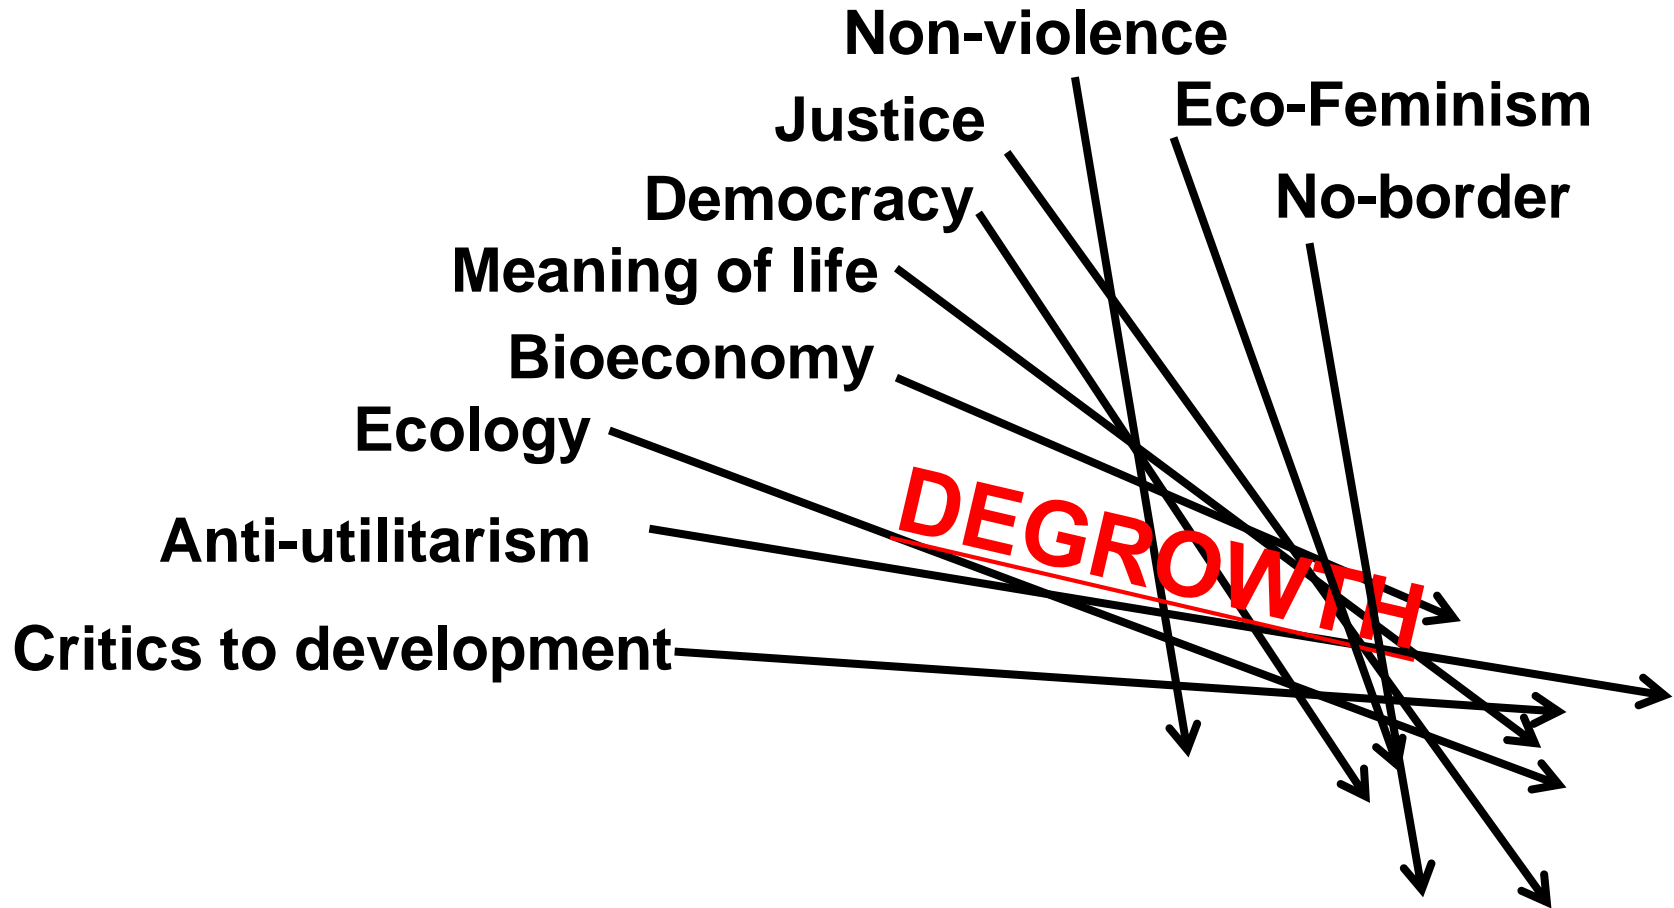 Non-violence
Eco-Feminism
Justice
Democracy
No-border
Meaning of life
Bioeconomy
Ecology
DEGROWTH
Anti-utilitarism
Critics to development